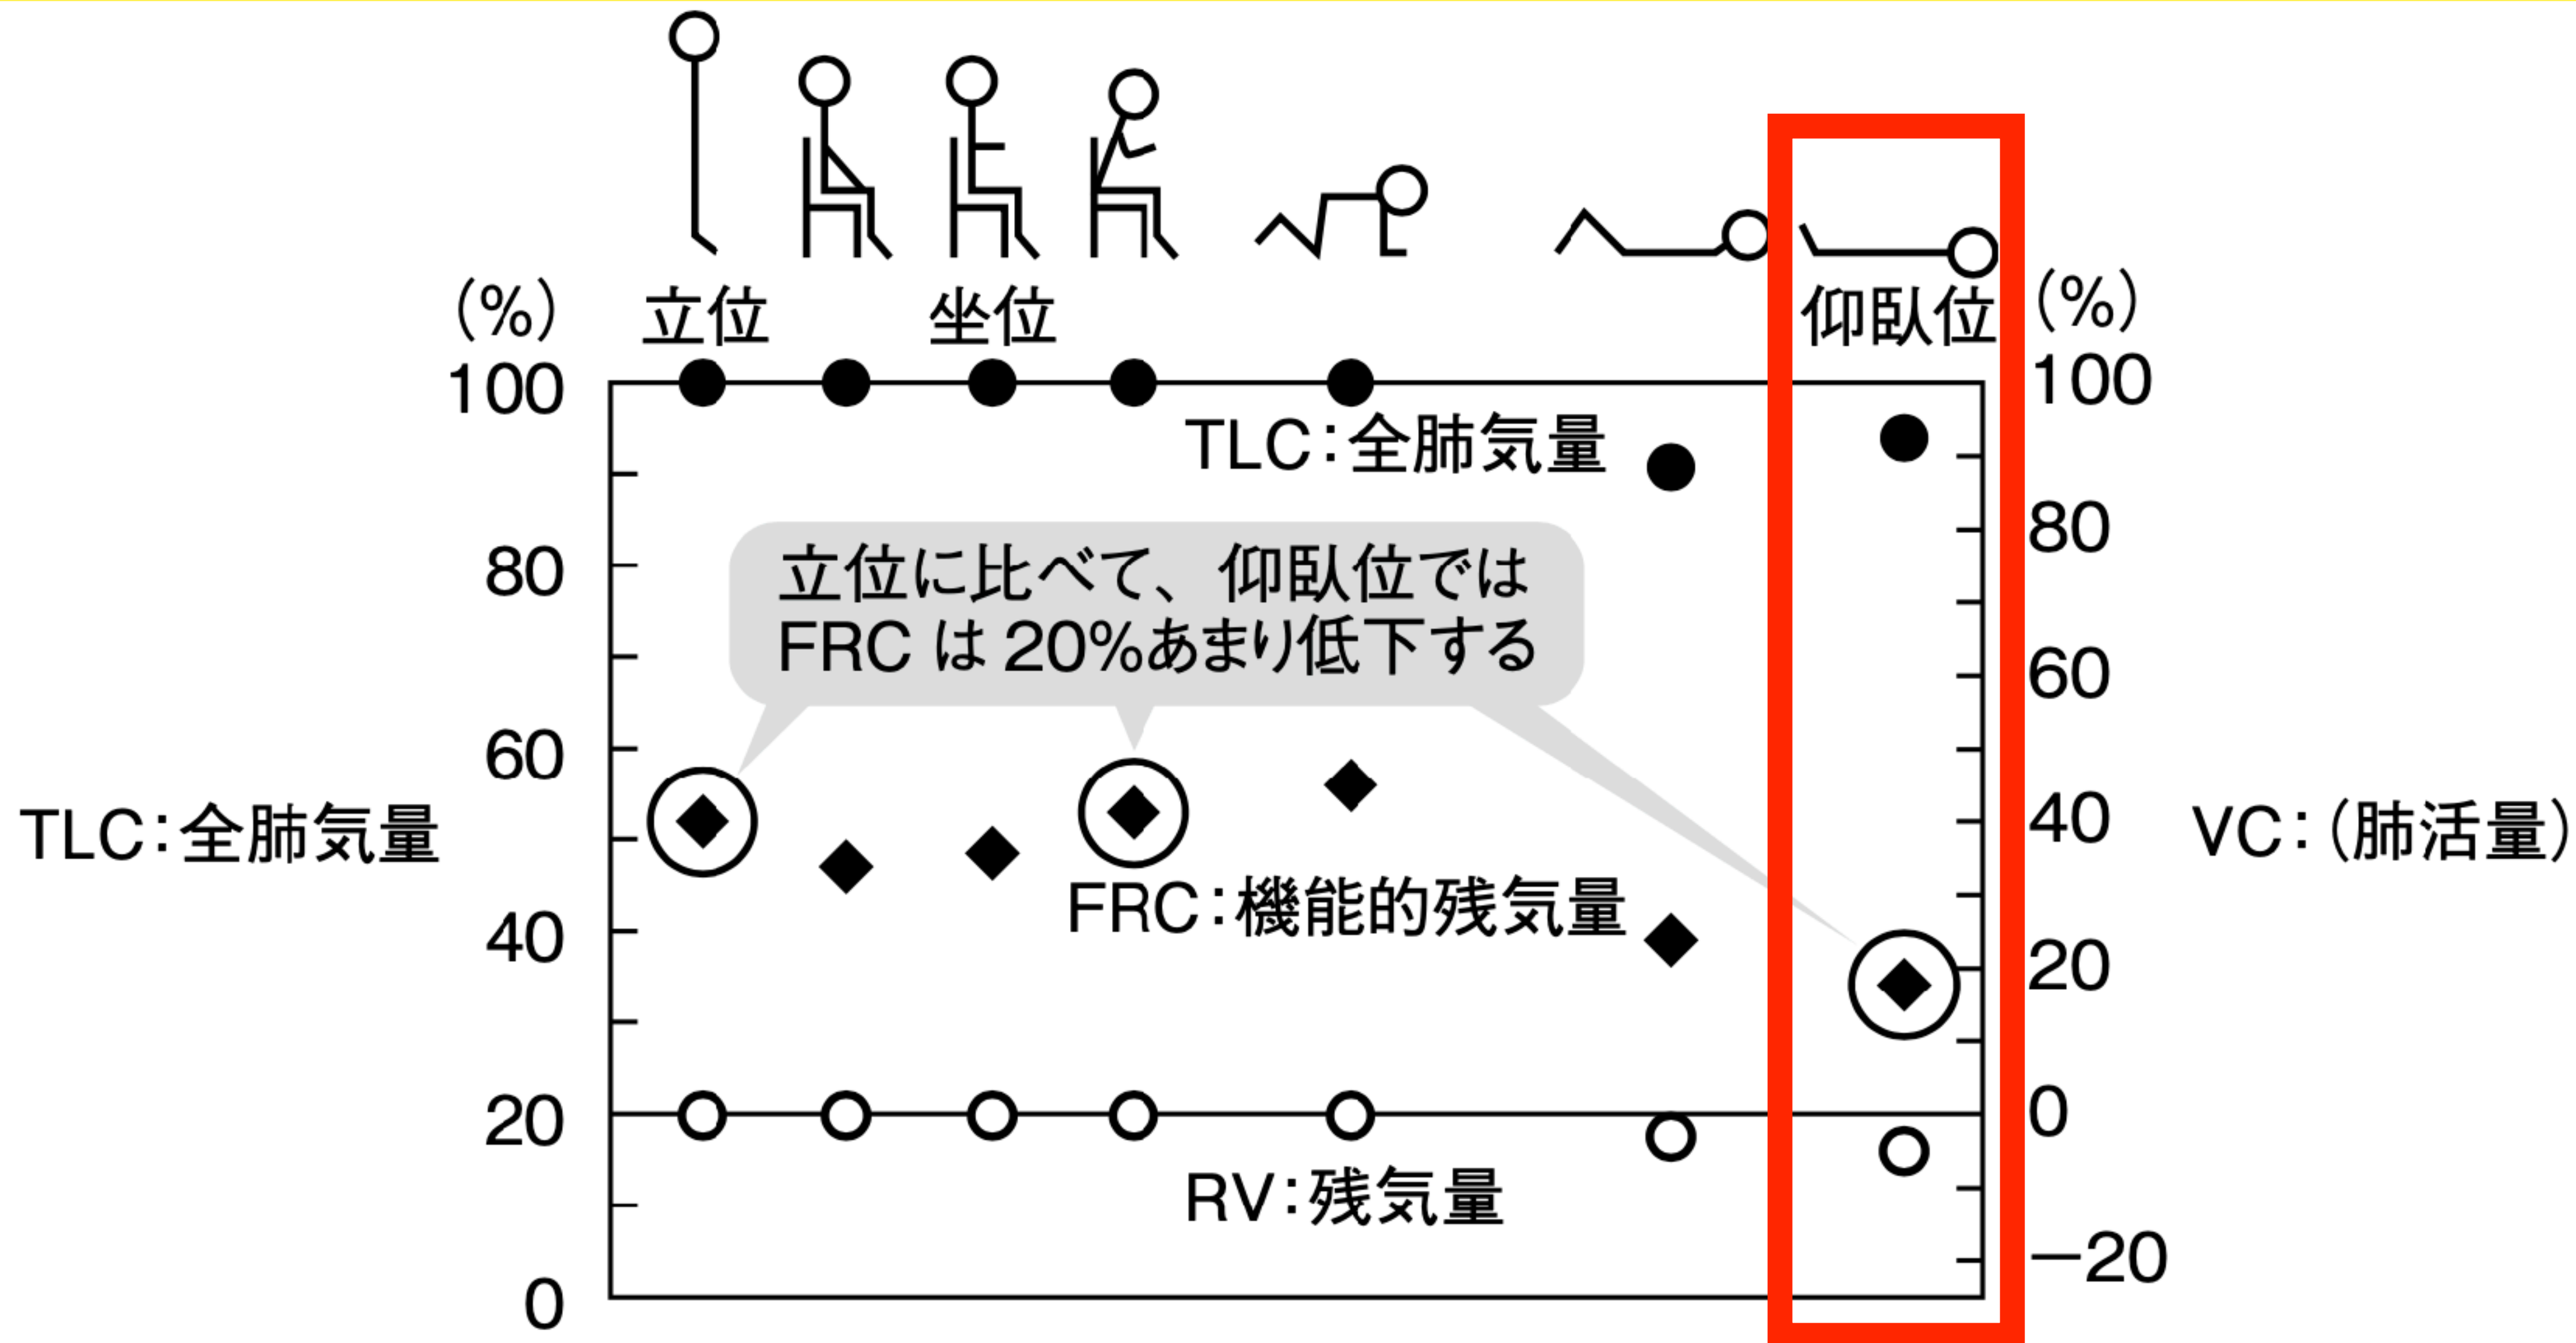 立位
坐位
仰臥位
(%)
(%)
100
80
60
40
20
0
TLC:全肺気量
TLC:全肺気量
立位に比べて、仰臥位では
FRC は 20%あまり低下する
FRC:機能的残気量
RV:残気量
100
80
60
40
20
0
−20
VC:(肺活量)